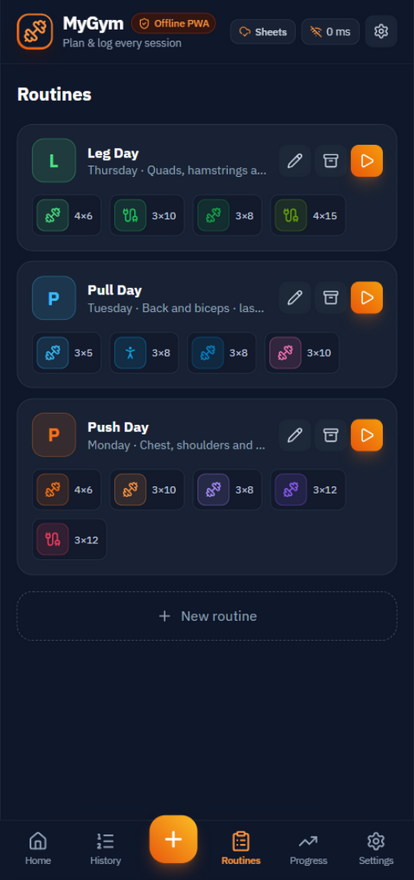 MyGym Offline PWA
Plan & log every session
Sheets
0 ms
Routines
L
Leg Day
Thursday · Quads, hamstrings a...
4×6 3×10 3×8 4×15
P
Pull Day
Tuesday · Back and biceps · las...
3×5 3×8 3×8 3×10
P
Push Day
Monday · Chest, shoulders and ...
4×6 3×10 3×8 3×12
3×12
+ New routine
Home History Routines Progress Settings